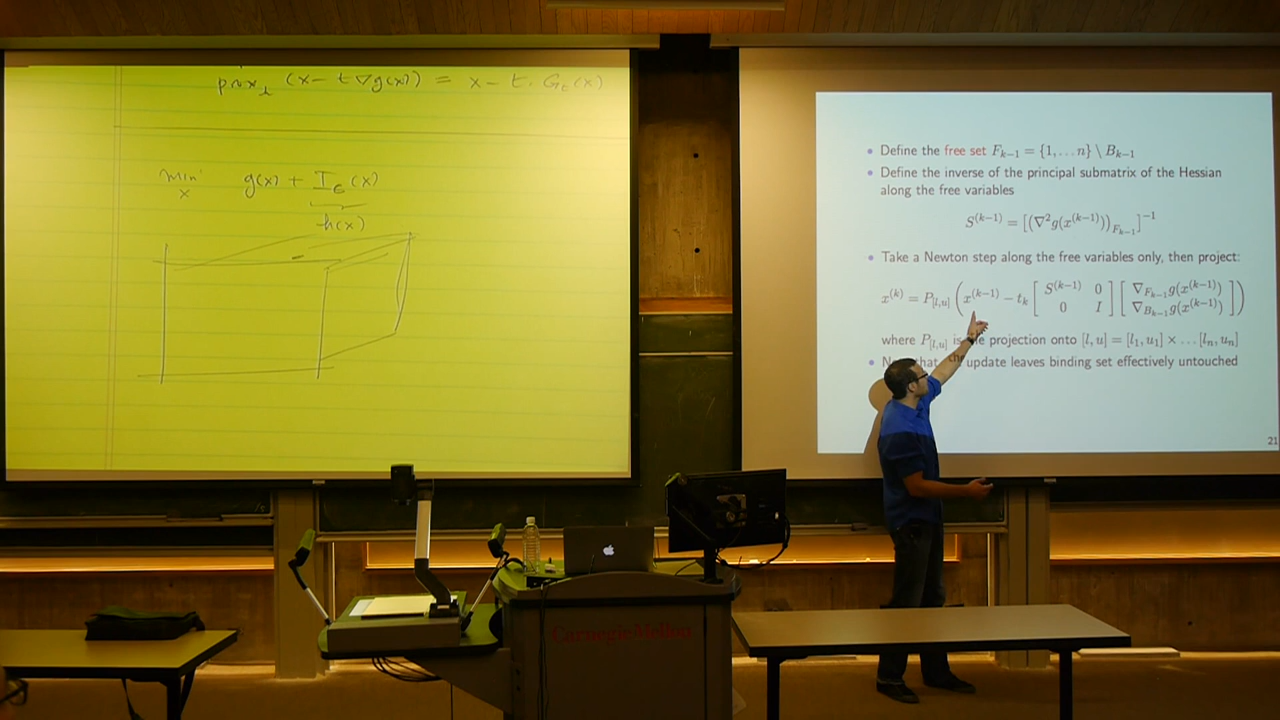 prox_h (x - t ∇g(x)) = x - t. G_t(x)
min g(x) + I_C(x)
x
h(x)
• Define the free set F_{k−1} = {1, . . . n} \ B_{k−1}
• Define the inverse of the principal submatrix of the Hessian
along the free variables
S^{(k−1)} = [(∇²g(x^{(k−1)}))_{F_{k−1}}]^{−1}
• Take a Newton step along the free variables only, then project:
x^{(k)} = P_{[l,u]} ( x^{(k−1)} − t_k [ S^{(k−1)} 0 ; 0 I ] [ ∇_{F_{k−1}} g(x^{(k−1)}) ; ∇_{B_{k−1}} g(x^{(k−1)}) ] )
where P_{[l,u]} is the projection onto [l, u] = [l_1, u_1] × . . . [l_n, u_n]
• update leaves binding set effectively untouched
21
Carnegie Mellon